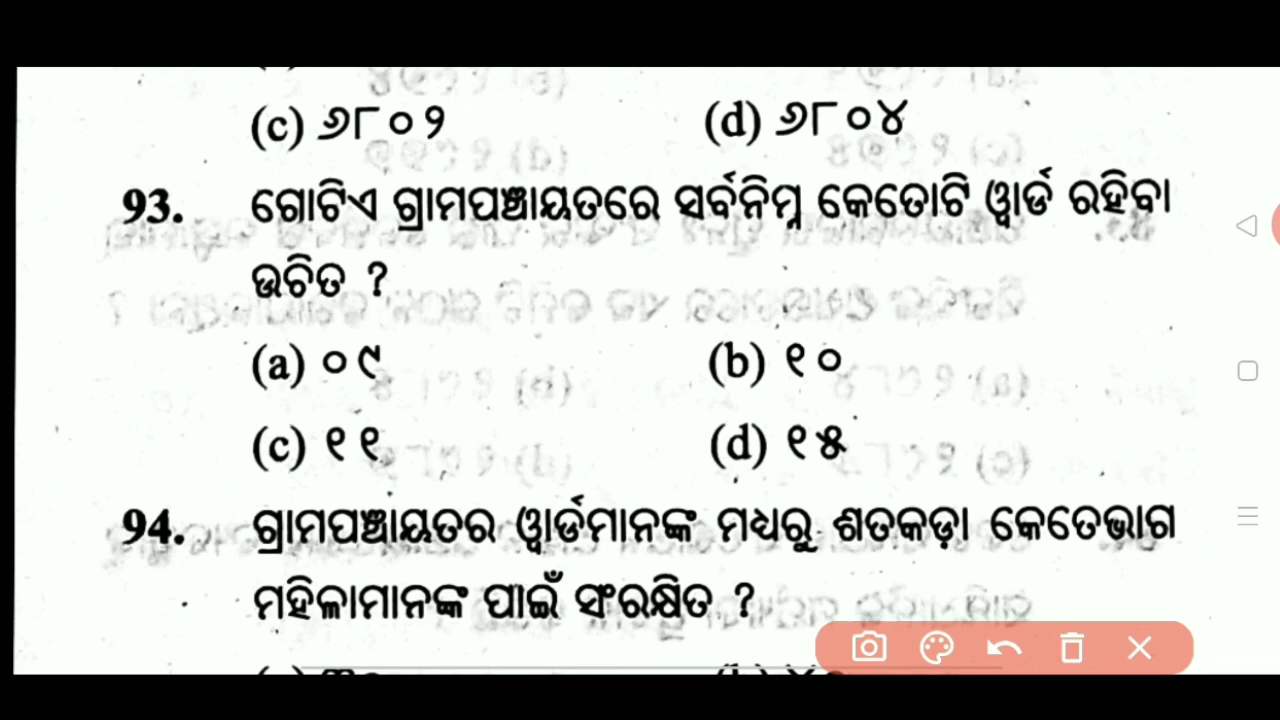 (c) ୬୮୦୨ (d) ୬୮୦୪
93. ଗୋଟିଏ ଗ୍ରାମପଞ୍ଚାୟତରେ ସର୍ବନିମ୍ନ କେତୋଟି ୱାର୍ଡ ରହିବା
ଉଚିତ ?
(a) ୦୯ (b) ୧୦
(c) ୧୧ (d) ୧୫
94. ଗ୍ରାମପଞ୍ଚାୟତର ୱାର୍ଡମାନଙ୍କ ମଧ୍ୟରୁ ଶତକଡ଼ା କେତେଭାଗ
ମହିଳାମାନଙ୍କ ପାଇଁ ସଂରକ୍ଷିତ ?